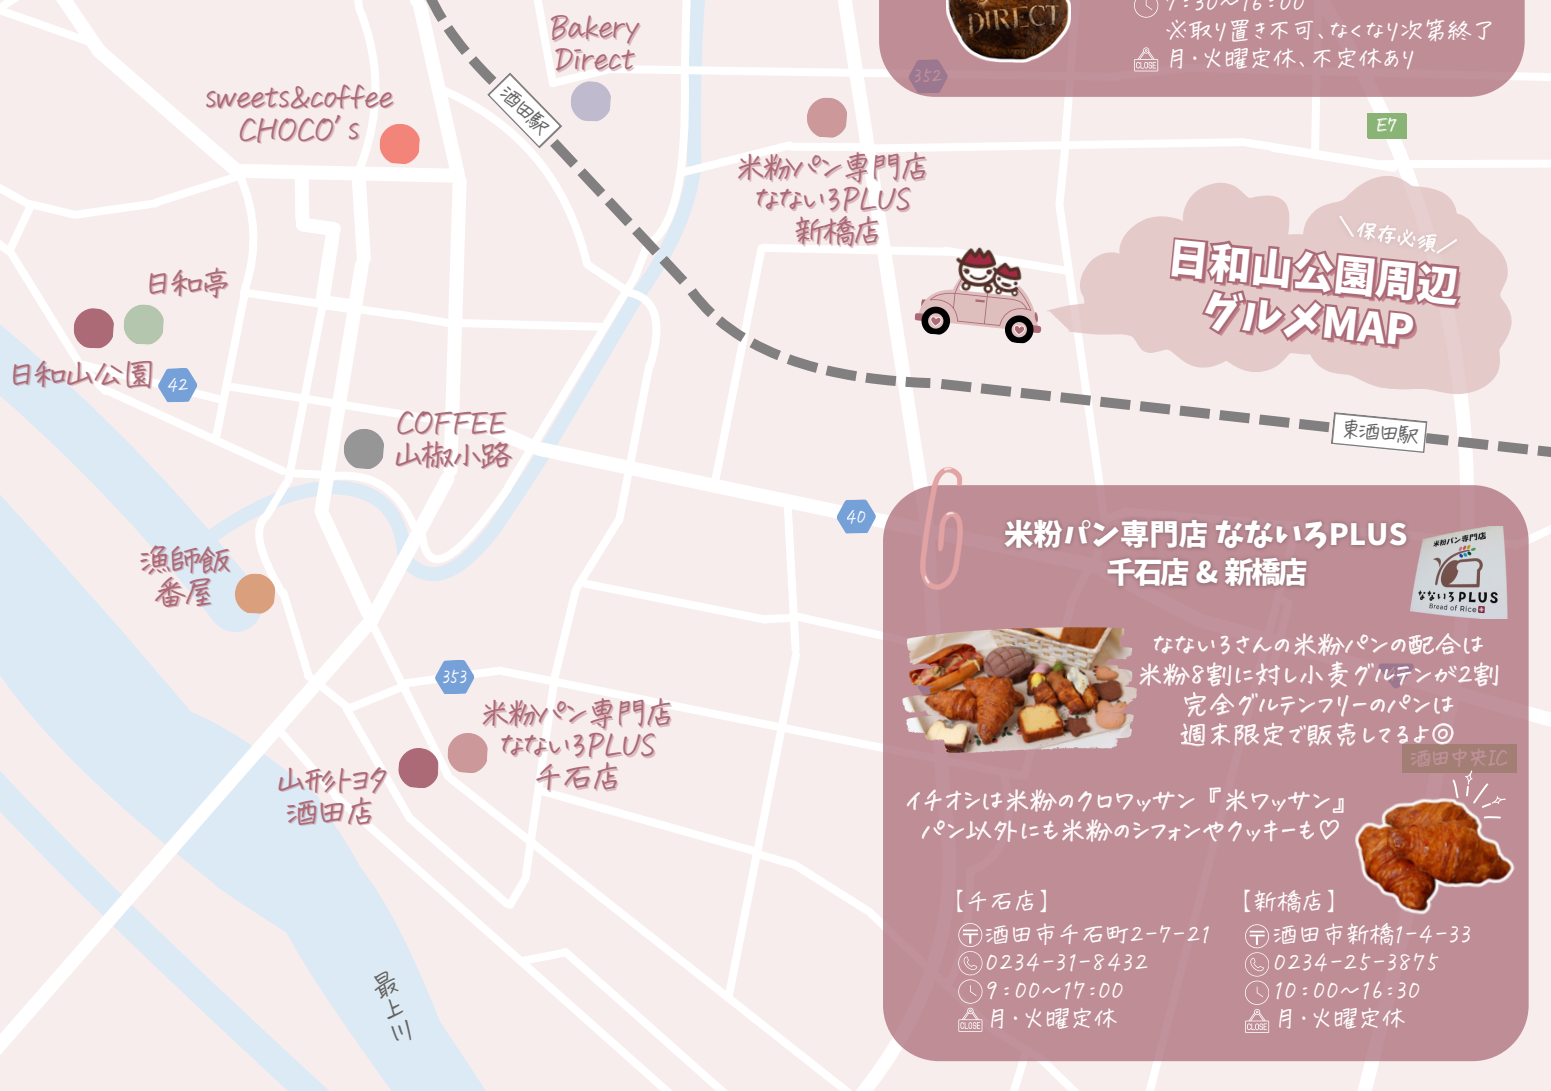 DIRECT
7:30〜16:00
※取り置き不可、なくなり次第終了
CLOSE 月・火曜定休、不定休あり
352
E7
Bakery
Direct
酒田駅
sweets&coffee
CHOCO's
米粉パン専門店
なないろPLUS
新橋店
\保存必須/
日和山公園周辺
グルメMAP
日和亭
日和山公園
42
COFFEE
山椒小路
東酒田駅
40
漁師飯
番屋
353
米粉パン専門店
なないろPLUS
千石店
山形トヨタ
酒田店
最上川
米粉パン専門店 なないろPLUS
千石店 & 新橋店
米粉パン専門店
なないろPLUS
Bread of Rice
なないろさんの米粉パンの配合は
米粉8割に対し小麦グルテンが2割
完全グルテンフリーのパンは
週末限定で販売してるよ◎
酒田中央IC
イチオシは米粉のクロワッサン『米ワッサン』
パン以外にも米粉のシフォンやクッキーも♡
【千石店】
〒酒田市千石町2-7-21
0234-31-8432
9:00〜17:00
CLOSE 月・火曜定休
【新橋店】
〒酒田市新橋1-4-33
0234-25-3875
10:00〜16:30
CLOSE 月・火曜定休